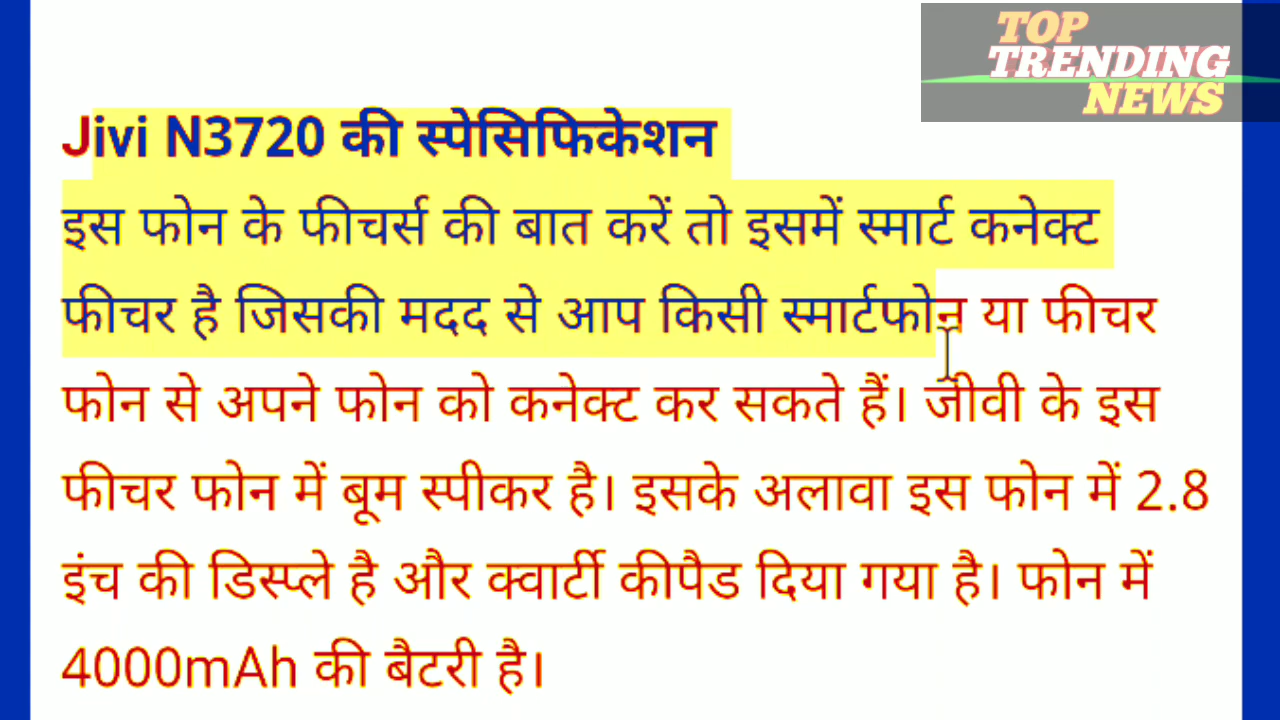 TOP
TRENDING
NEWS
Jivi N3720 की स्पेसिफिकेशन
इस फोन के फीचर्स की बात करें तो इसमें स्मार्ट कनेक्ट
फीचर है जिसकी मदद से आप किसी स्मार्टफोन या फीचर
फोन से अपने फोन को कनेक्ट कर सकते हैं। जीवी के इस
फीचर फोन में बूम स्पीकर है। इसके अलावा इस फोन में 2.8
इंच की डिस्प्ले है और क्वार्टी कीपैड दिया गया है। फोन में
4000mAh की बैटरी है।